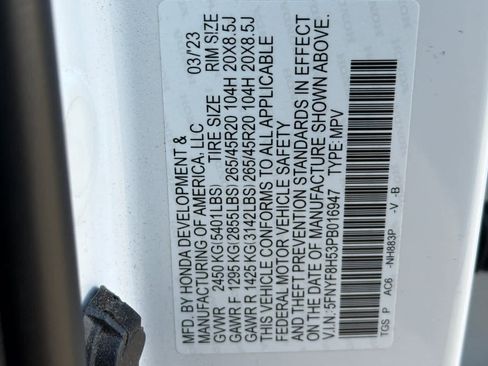 MFD. BY HONDA DEVELOPMENT &
MANUFACTURING OF AMERICA, LLC 03/'23
GVWR 2450 KG(5401LBS) TIRE SIZE RIM SIZE
GAWR F 1295 KG(2855LBS) 265/45R20 104H 20X8.5J
GAWR R 1425 KG(3142LBS) 265/45R20 104H 20X8.5J
THIS VEHICLE CONFORMS TO ALL APPLICABLE
FEDERAL MOTOR VEHICLE SAFETY
AND THEFT PREVENTION STANDARDS IN EFFECT
ON THE DATE OF MANUFACTURE SHOWN ABOVE.
V.I.N.: 5FNYF8H53PB016947 TYPE: MPV
TGS P AC6 -NH883P -V -B